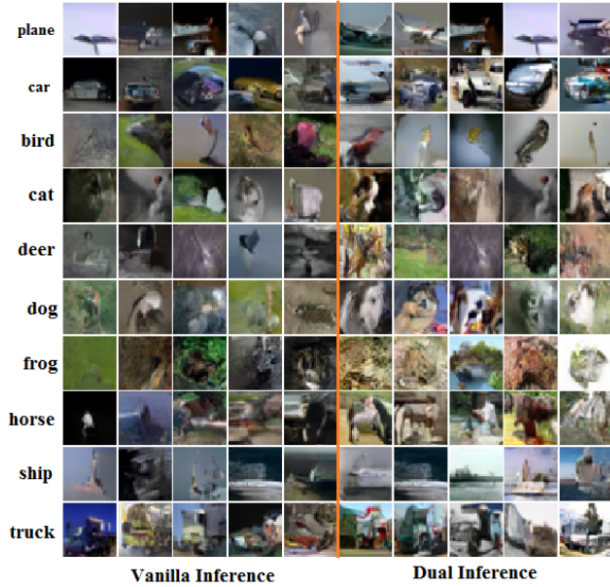 plane
car
bird
cat
deer
dog
frog
horse
ship
truck
Vanilla Inference
Dual Inference